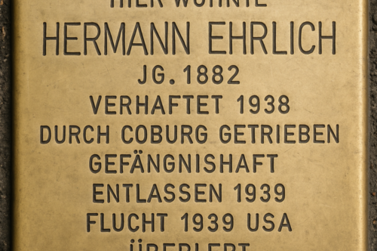 HIER WOHNTE
HERMANN EHRLICH
JG. 1882
VERHAFTET 1938
DURCH COBURG GETRIEBEN
GEFÄNGNISHAFT
ENTLASSEN 1939
FLUCHT 1939 USA
ÜBERLEBT